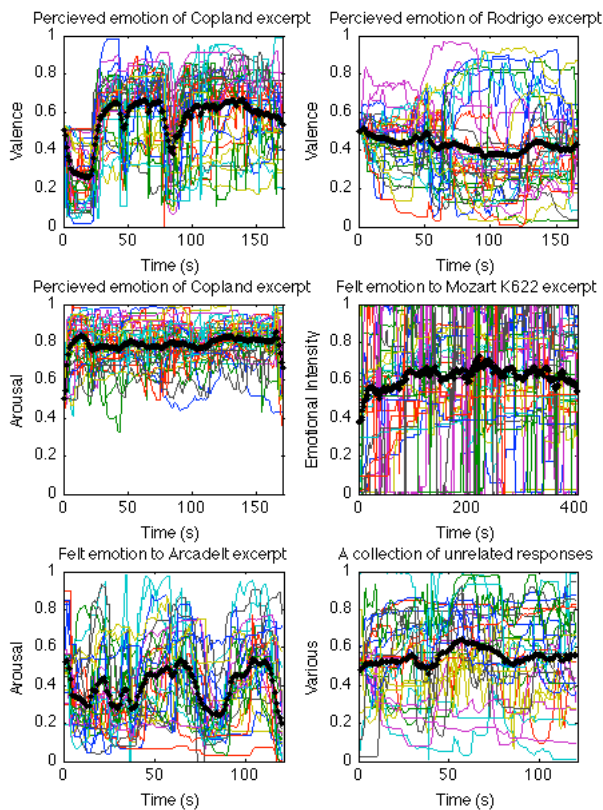 Percieved emotion of Copland excerpt
1
0.8
0.6
0.4
0.2
0
Valence
0 50 100 150
Time (s)
Percieved emotion of Rodrigo excerpt
1
0.8
0.6
0.4
0.2
0
Valence
0 50 100 150
Time (s)
Percieved emotion of Copland excerpt
1
0.8
0.6
0.4
0.2
0
Arousal
0 50 100 150
Time (s)
Felt emotion to Mozart K622 excerpt
1
0.8
0.6
0.4
0.2
0
Emotional Intensity
0 200 400
Time (s)
Felt emotion to Arcadelt excerpt
1
0.8
0.6
0.4
0.2
0
Arousal
0 50 100
Time (s)
A collection of unrelated responses
1
0.8
0.6
0.4
0.2
0
Various
0 50 100
Time (s)